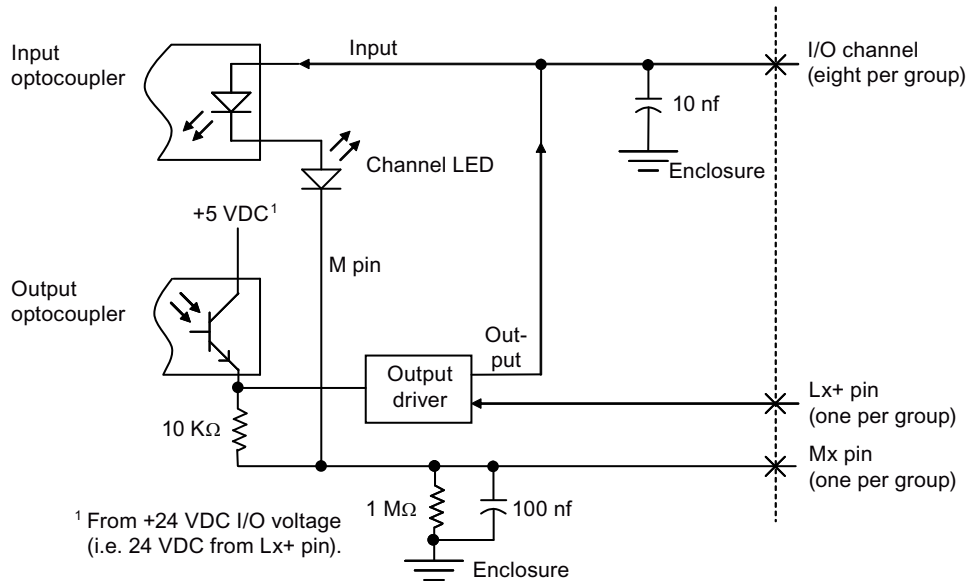 Input
optocoupler
Input
I/O channel
(eight per group)
10 nf
Enclosure
Channel LED
+5 VDC¹
M pin
Output
optocoupler
Out-
put
Output
driver
Lx+ pin
(one per group)
10 KΩ
Mx pin
(one per group)
1 MΩ
100 nf
¹ From +24 VDC I/O voltage
(i.e. 24 VDC from Lx+ pin).
Enclosure